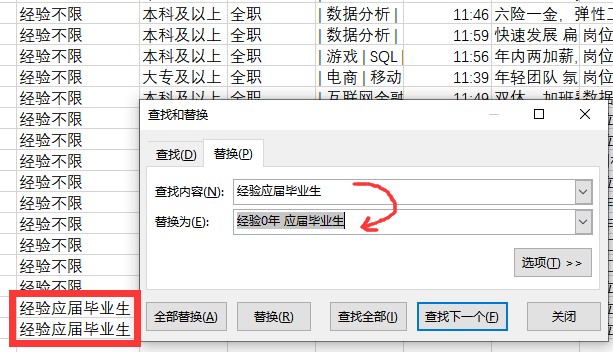 经验不限 本科及以上 全职 | 数据分析 | 11:46 六险一金，弹性工
经验不限 本科及以上 全职 | 数据分析 | 11:59 快速发展 扁 岗位
经验不限 本科及以上 全职 | 游戏 | SQL | 11:56 年内两加薪, 岗位
经验不限 大专及以上 全职 | 电商 | 移动 11:39 年轻团队 氛 岗位
经验不限 本科及以上 全职 | 互联网金融 11:49 双休 数据
经验不限
经验不限
经验不限
经验不限
经验不限
经验不限
经验不限
经验不限
经验不限
经验应届毕业生
经验应届毕业生
查找和替换
查找(D) 替换(P)
查找内容(N): 经验应届毕业生
替换为(E): 经验0年 应届毕业生
选项(T) >>
全部替换(A) 替换(R) 查找全部(I) 查找下一个(F) 关闭